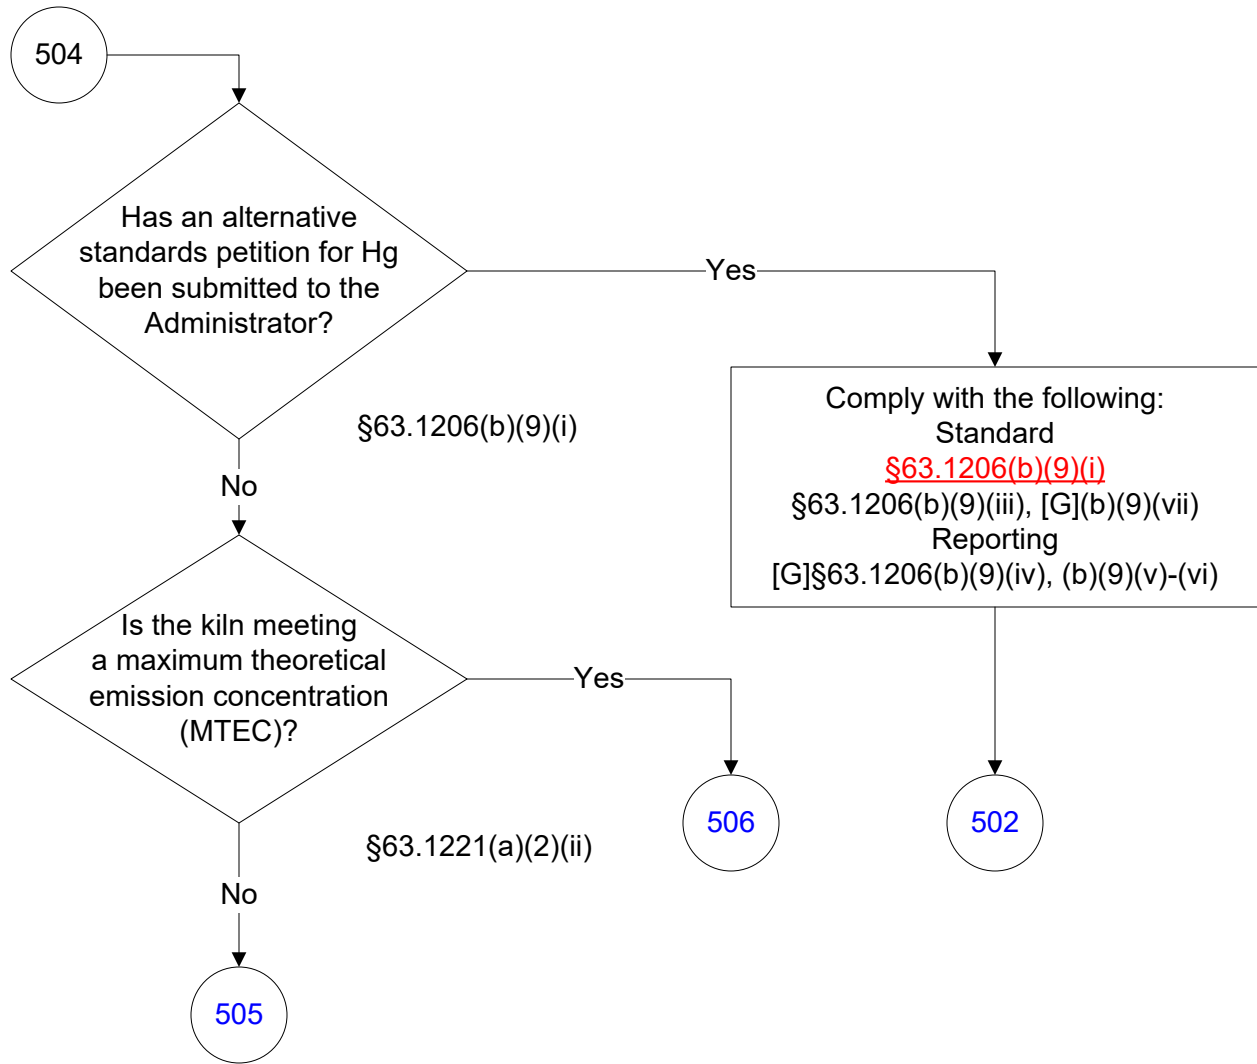 504
Has an alternative
standards petition for Hg
been submitted to the
Administrator?
Yes
§63.1206(b)(9)(i)
No
Comply with the following:
Standard
§63.1206(b)(9)(i)
§63.1206(b)(9)(iii), [G](b)(9)(vii)
Reporting
[G]§63.1206(b)(9)(iv), (b)(9)(v)-(vi)
Is the kiln meeting
a maximum theoretical
emission concentration
(MTEC)?
Yes
506
502
§63.1221(a)(2)(ii)
No
505